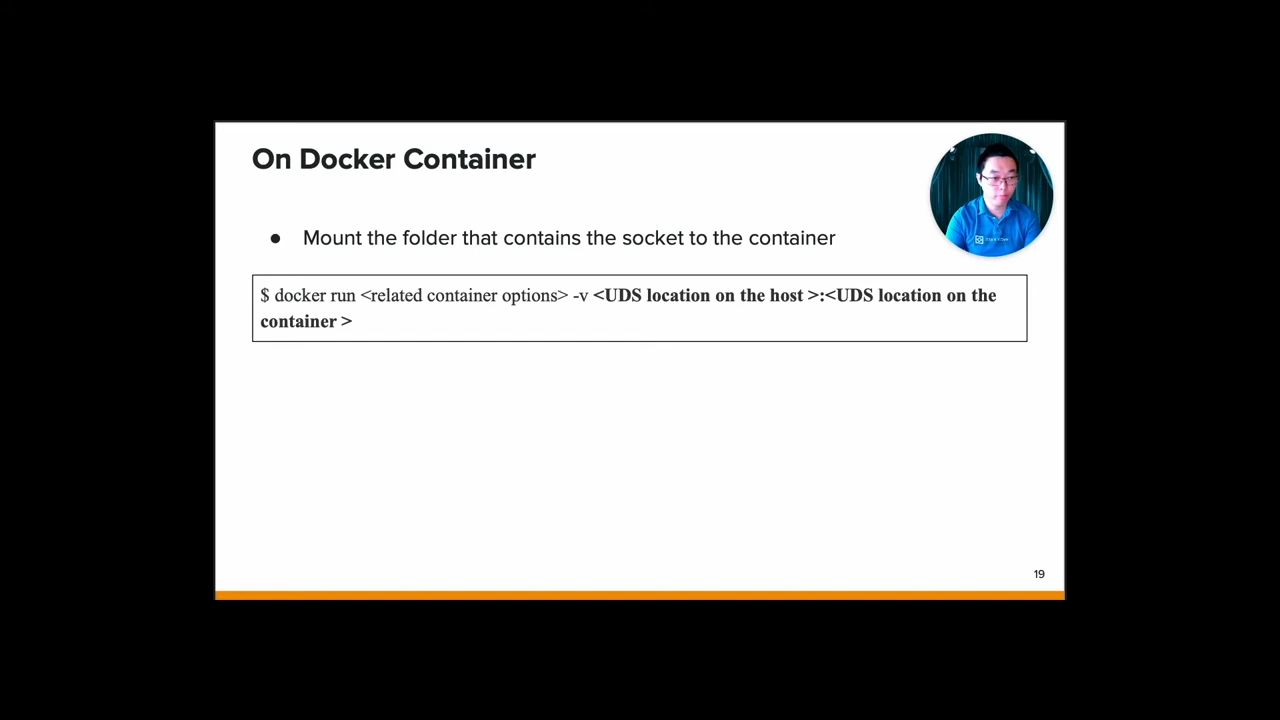 On Docker Container
● Mount the folder that contains the socket to the container
$ docker run <related container options> -v <UDS location on the host >:<UDS location on the
container >
19